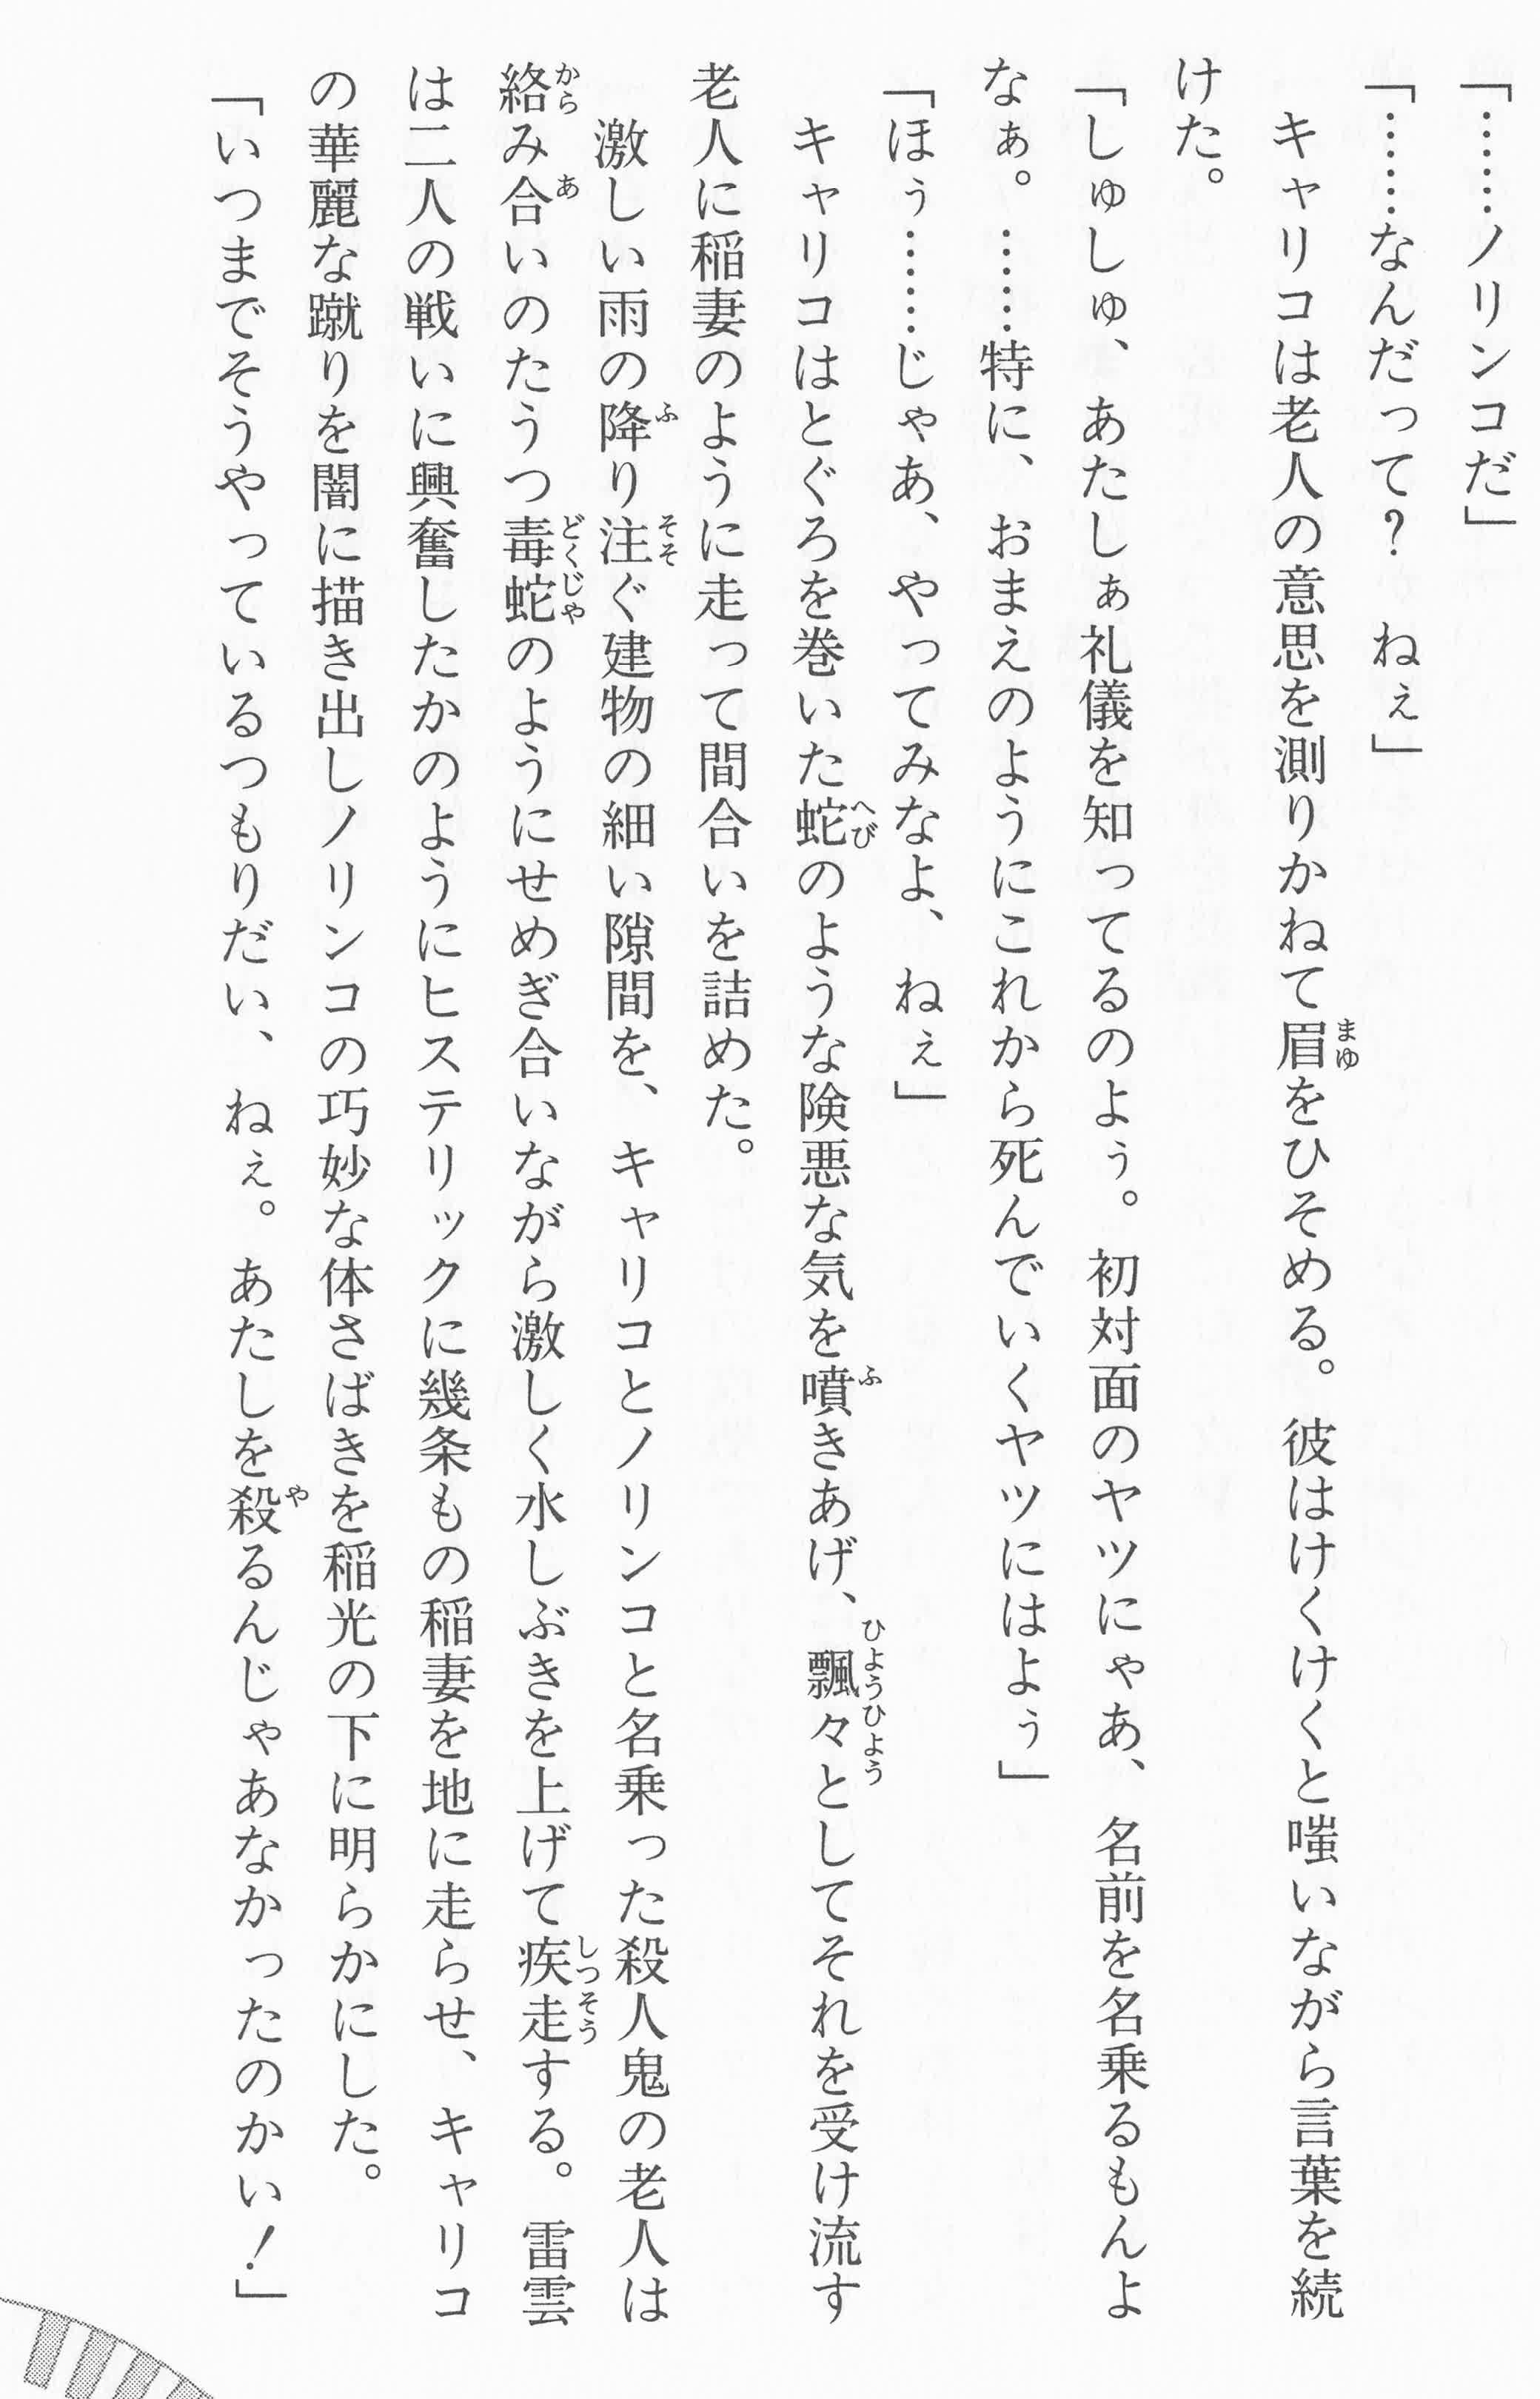 「……ノリンコだ」
「……なんだって？　ねぇ」
　キャリコは老人の意思を測りかねて眉をひそめる。彼はけくけくと嗤いながら言葉を続
けた。
「しゅしゅ、あたしぁ礼儀を知ってるのよぅ。初対面のヤツにゃあ、名前を名乗るもんよ
なぁ。……特に、おまえのようにこれから死んでいくヤツにはよぅ」
「ほぅ……じゃあ、やってみなよ、ねぇ」
　キャリコはとぐろを巻いた蛇のような険悪な気を噴きあげ、飄々としてそれを受け流す
老人に稲妻のように走って間合いを詰めた。
　激しい雨の降り注ぐ建物の細い隙間を、キャリコとノリンコと名乗った殺人鬼の老人は
絡み合いのたうつ毒蛇のようにせめぎ合いながら激しく水しぶきを上げて疾走する。雷雲
は二人の戦いに興奮したかのようにヒステリックに幾条もの稲妻を地に走らせ、キャリコ
の華麗な蹴りを闇に描き出しノリンコの巧妙な体さばきを稲光の下に明らかにした。
「いつまでそうやっているつもりだい、ねぇ。あたしを殺るんじゃあなかったのかい！」